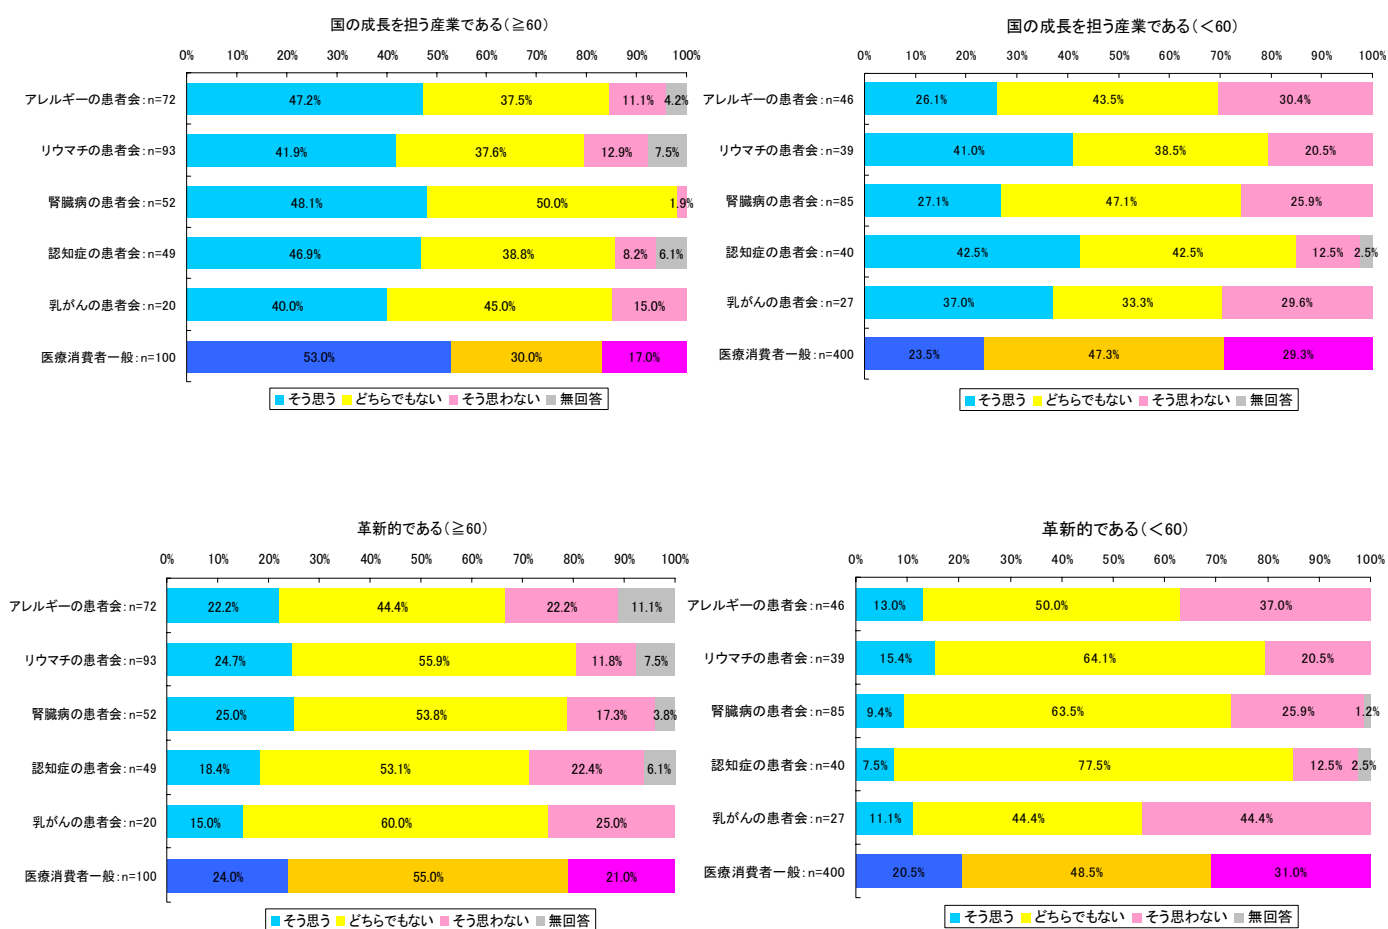 国の成長を担う産業である（≧60）
0% 10% 20% 30% 40% 50% 60% 70% 80% 90% 100%
アレルギーの患者会：n=72 47.2% 37.5% 11.1% 4.2%
リウマチの患者会：n=93 41.9% 37.6% 12.9% 7.5%
腎臓病の患者会：n=52 48.1% 50.0% 1.9%
認知症の患者会：n=49 46.9% 38.8% 8.2% 6.1%
乳がんの患者会：n=20 40.0% 45.0% 15.0%
医療消費者一般：n=100 53.0% 30.0% 17.0%
そう思う どちらでもない そう思わない 無回答
国の成長を担う産業である（＜60）
0% 10% 20% 30% 40% 50% 60% 70% 80% 90% 100%
アレルギーの患者会：n=46 26.1% 43.5% 30.4%
リウマチの患者会：n=39 41.0% 38.5% 20.5%
腎臓病の患者会：n=85 27.1% 47.1% 25.9%
認知症の患者会：n=40 42.5% 42.5% 12.5% 2.5%
乳がんの患者会：n=27 37.0% 33.3% 29.6%
医療消費者一般：n=400 23.5% 47.3% 29.3%
そう思う どちらでもない そう思わない 無回答
革新的である（≧60）
0% 10% 20% 30% 40% 50% 60% 70% 80% 90% 100%
アレルギーの患者会：n=72 22.2% 44.4% 22.2% 11.1%
リウマチの患者会：n=93 24.7% 55.9% 11.8% 7.5%
腎臓病の患者会：n=52 25.0% 53.8% 17.3% 3.8%
認知症の患者会：n=49 18.4% 53.1% 22.4% 6.1%
乳がんの患者会：n=20 15.0% 60.0% 25.0%
医療消費者一般：n=100 24.0% 55.0% 21.0%
そう思う どちらでもない そう思わない 無回答
革新的である（＜60）
0% 10% 20% 30% 40% 50% 60% 70% 80% 90% 100%
アレルギーの患者会：n=46 13.0% 50.0% 37.0%
リウマチの患者会：n=39 15.4% 64.1% 20.5%
腎臓病の患者会：n=85 9.4% 63.5% 25.9% 1.2%
認知症の患者会：n=40 7.5% 77.5% 12.5% 2.5%
乳がんの患者会：n=27 11.1% 44.4% 44.4%
医療消費者一般：n=400 20.5% 48.5% 31.0%
そう思う どちらでもない そう思わない 無回答